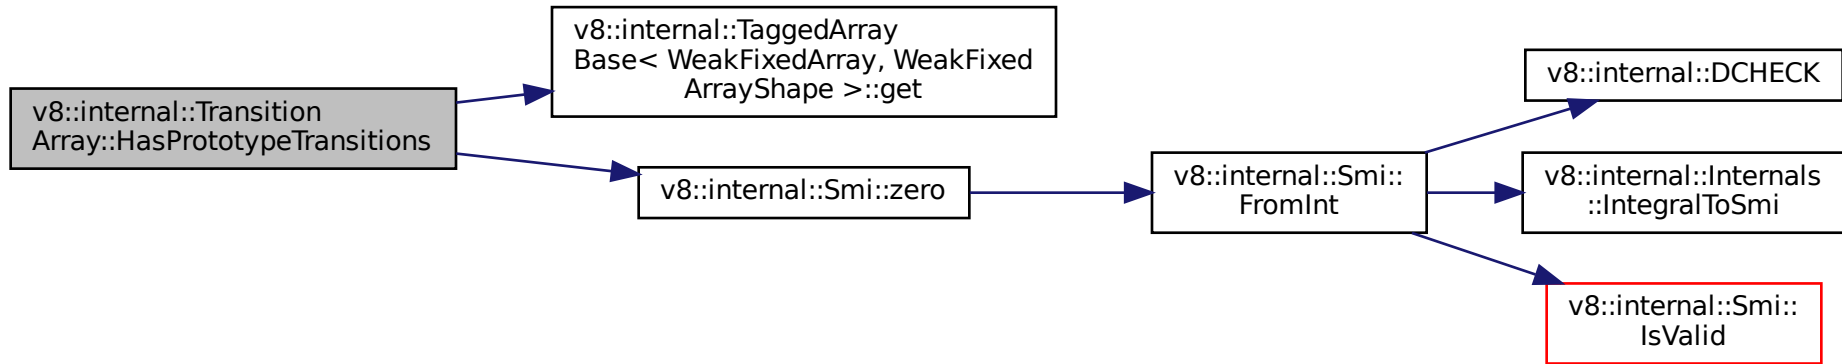 v8::internal::Transition
Array::HasPrototypeTransitions
v8::internal::TaggedArray
Base< WeakFixedArray, WeakFixed
ArrayShape >::get
v8::internal::Smi::zero
v8::internal::Smi::
FromInt
v8::internal::DCHECK
v8::internal::Internals
::IntegralToSmi
v8::internal::Smi::
IsValid